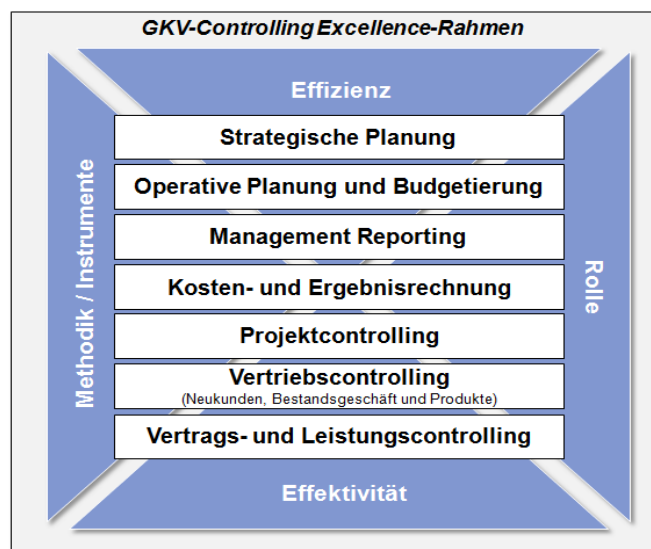 GKV-Controlling Excellence-Rahmen
Effizienz
Methodik / Instrumente
Strategische Planung
Operative Planung und Budgetierung
Management Reporting
Kosten- und Ergebnisrechnung
Projektcontrolling
Vertriebscontrolling
(Neukunden, Bestandsgeschäft und Produkte)
Vertrags- und Leistungscontrolling
Rolle
Effektivität